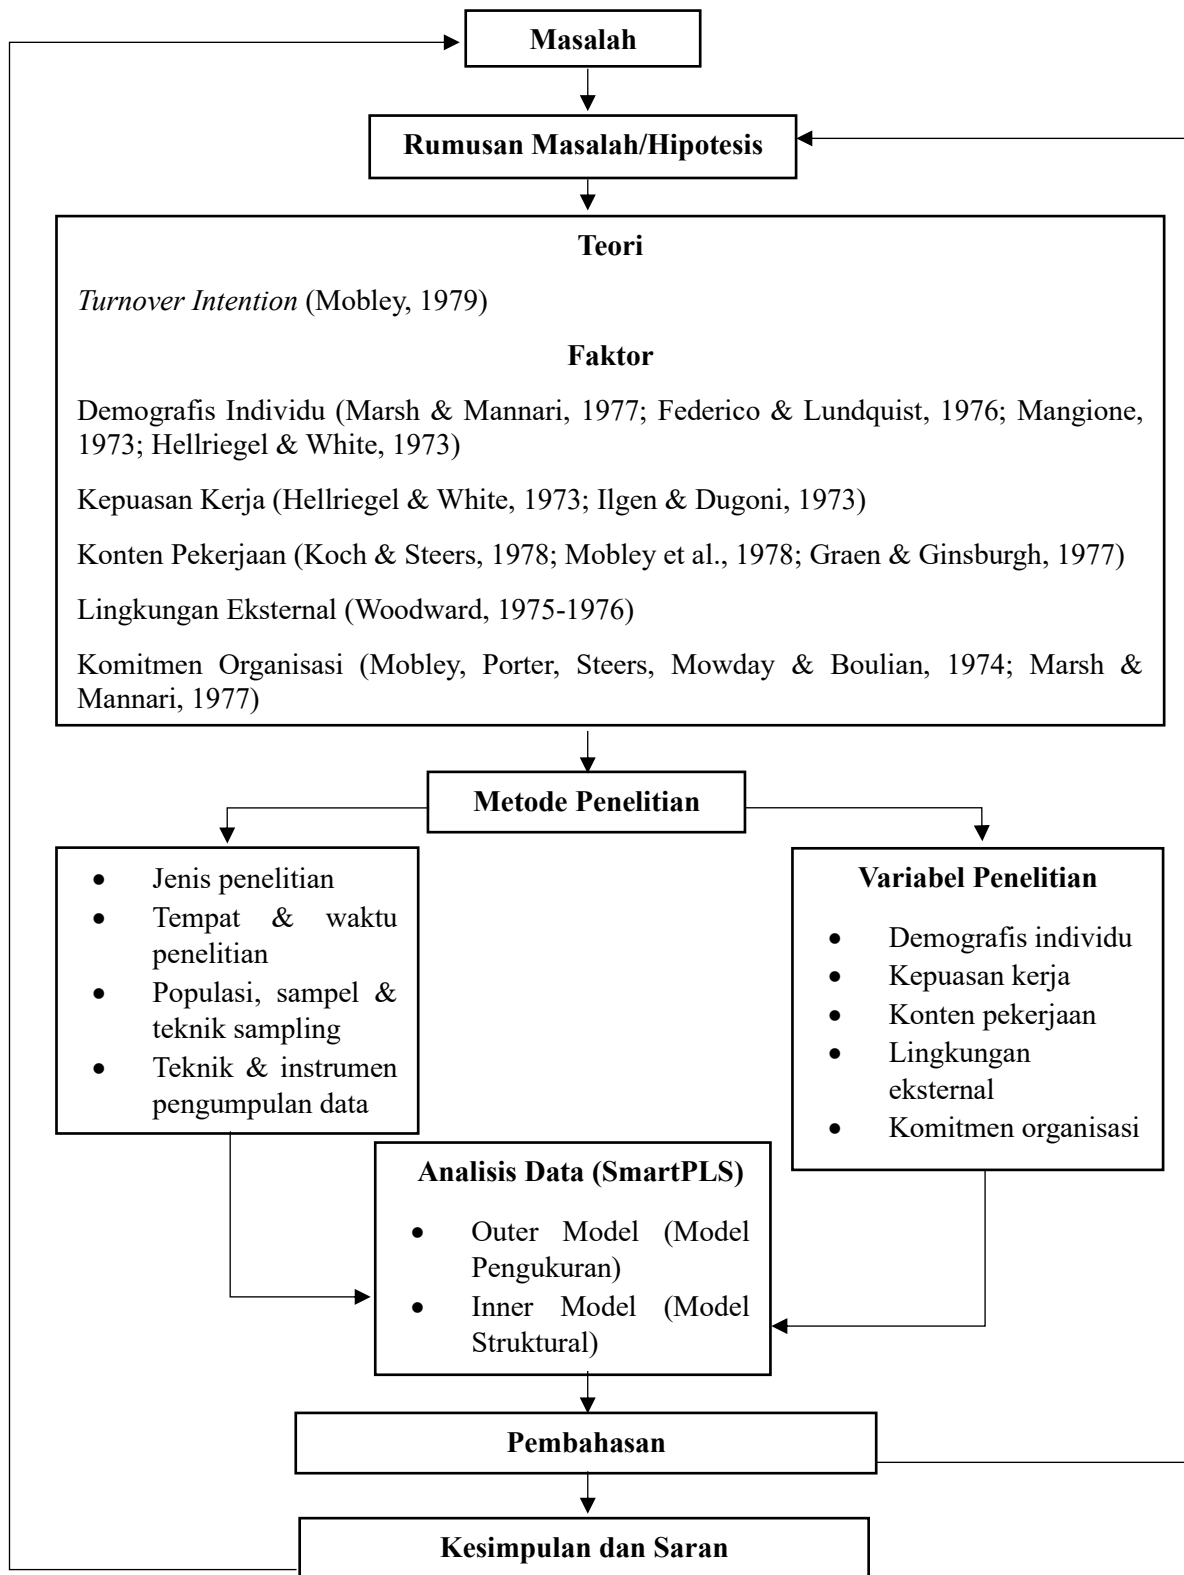 Masalah
Rumusan Masalah/Hipotesis
Teori
Turnover Intention (Mobley, 1979)
Faktor
Demografis Individu (Marsh & Mannari, 1977; Federico & Lundquist, 1976; Mangione,
1973; Hellriegel & White, 1973)
Kepuasan Kerja (Hellriegel & White, 1973; Ilgen & Dugoni, 1973)
Konten Pekerjaan (Koch & Steers, 1978; Mobley et al., 1978; Graen & Ginsburgh, 1977)
Lingkungan Eksternal (Woodward, 1975-1976)
Komitmen Organisasi (Mobley, Porter, Steers, Mowday & Boulian, 1974; Marsh &
Mannari, 1977)
Metode Penelitian
• Jenis penelitian
• Tempat & waktu
penelitian
• Populasi, sampel &
teknik sampling
• Teknik & instrumen
pengumpulan data
Variabel Penelitian
• Demografis individu
• Kepuasan kerja
• Konten pekerjaan
• Lingkungan
eksternal
• Komitmen organisasi
Analisis Data (SmartPLS)
• Outer Model (Model
Pengukuran)
• Inner Model (Model
Struktural)
Pembahasan
Kesimpulan dan Saran